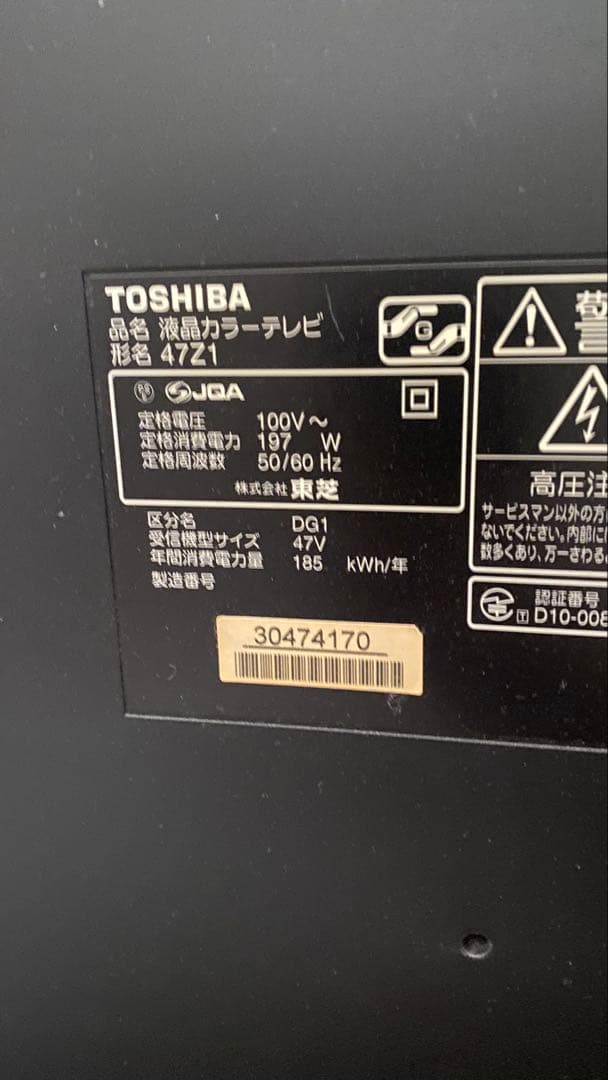 TOSHIBA
品名 液晶カラーテレビ
形名 47Z1
G
PS E JQA
定格電圧 100V～
定格消費電力 197 W
定格周波数 50/60 Hz
株式会社 東芝
区分名 DG1
受信機型サイズ 47V
年間消費電力量 185 kWh/年
製造番号
30474170
高圧注
サービスマン以外の方
ないでください。内部に
数多くあり、万一さわる
認証番号
T D10-008